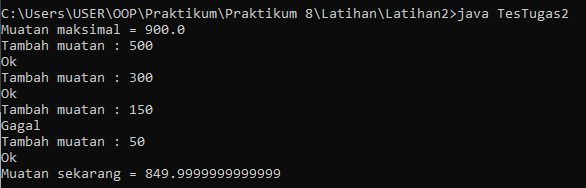 C:\Users\USER\OOP\Praktikum\Praktikum 8\Latihan\Latihan2>java TesTugas2
Muatan maksimal = 900.0
Tambah muatan : 500
Ok
Tambah muatan : 300
Ok
Tambah muatan : 150
Gagal
Tambah muatan : 50
Ok
Muatan sekarang = 849.9999999999999